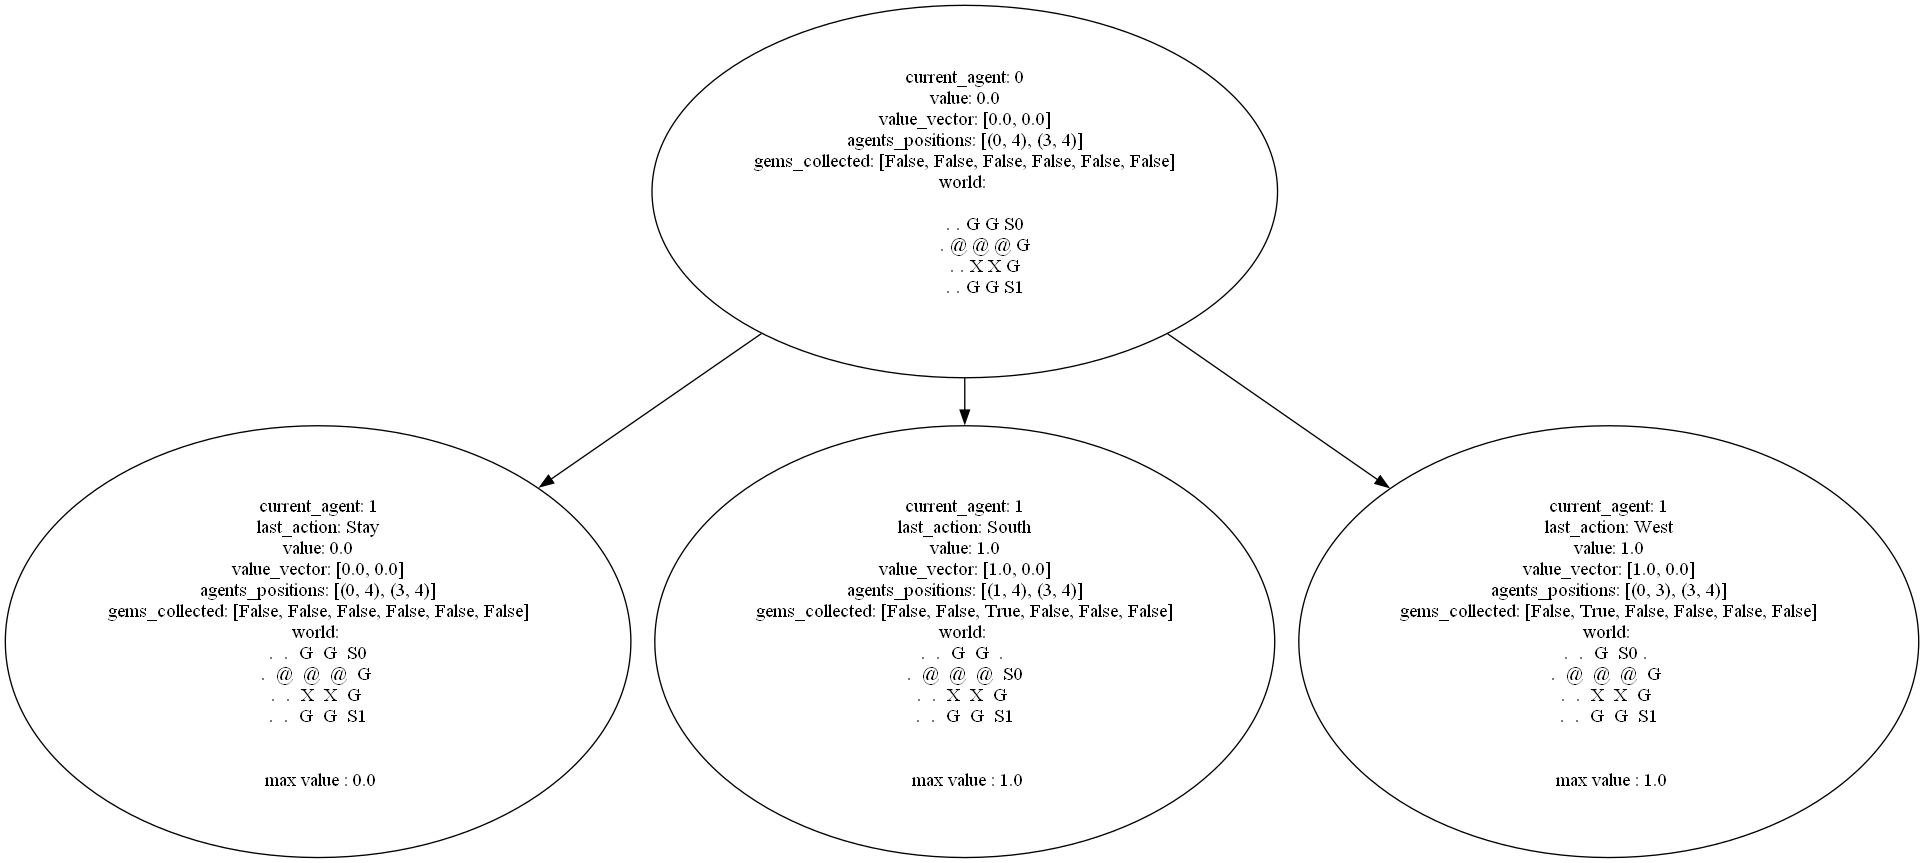 current_agent: 0
value: 0.0
value_vector: [0.0, 0.0]
agents_positions: [(0, 4), (3, 4)]
gems_collected: [False, False, False, False, False, False]
world:
. . G G S0
. @ @ @ G
. . X X G
. . G G S1
current_agent: 1
last_action: Stay
value: 0.0
value_vector: [0.0, 0.0]
agents_positions: [(0, 4), (3, 4)]
gems_collected: [False, False, False, False, False, False]
world:
. . G G S0
. @ @ @ G
. . X X G
. . G G S1
max value : 0.0
current_agent: 1
last_action: South
value: 1.0
value_vector: [1.0, 0.0]
agents_positions: [(1, 4), (3, 4)]
gems_collected: [False, False, True, False, False, False]
world:
. . G G .
. @ @ @ S0
. . X X G
. . G G S1
max value : 1.0
current_agent: 1
last_action: West
value: 1.0
value_vector: [1.0, 0.0]
agents_positions: [(0, 3), (3, 4)]
gems_collected: [False, True, False, False, False, False]
world:
. . G S0 .
. @ @ @ G
. . X X G
. . G G S1
max value : 1.0